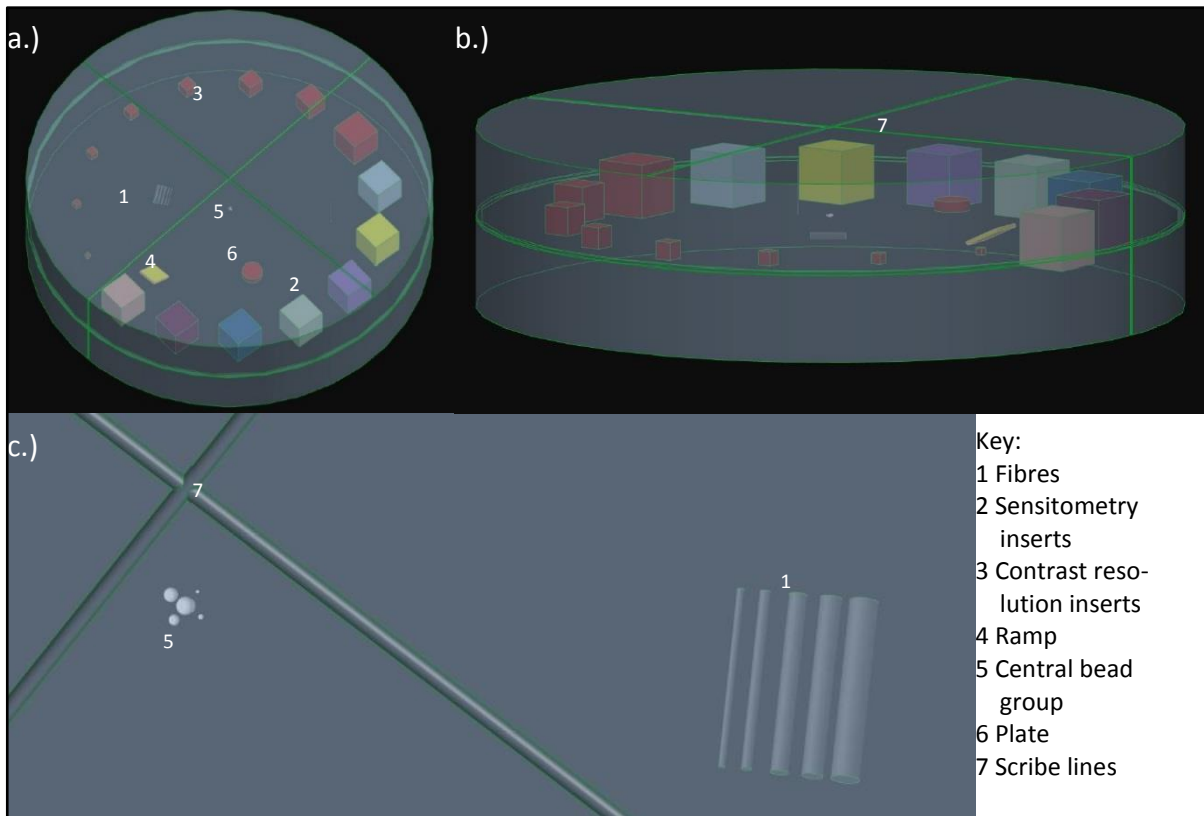 a.)
3
1
5
4
6
2
b.)
7
c.)
7
5
1
Key:
1 Fibres
2 Sensitometry
inserts
3 Contrast reso-
lution inserts
4 Ramp
5 Central bead
group
6 Plate
7 Scribe lines